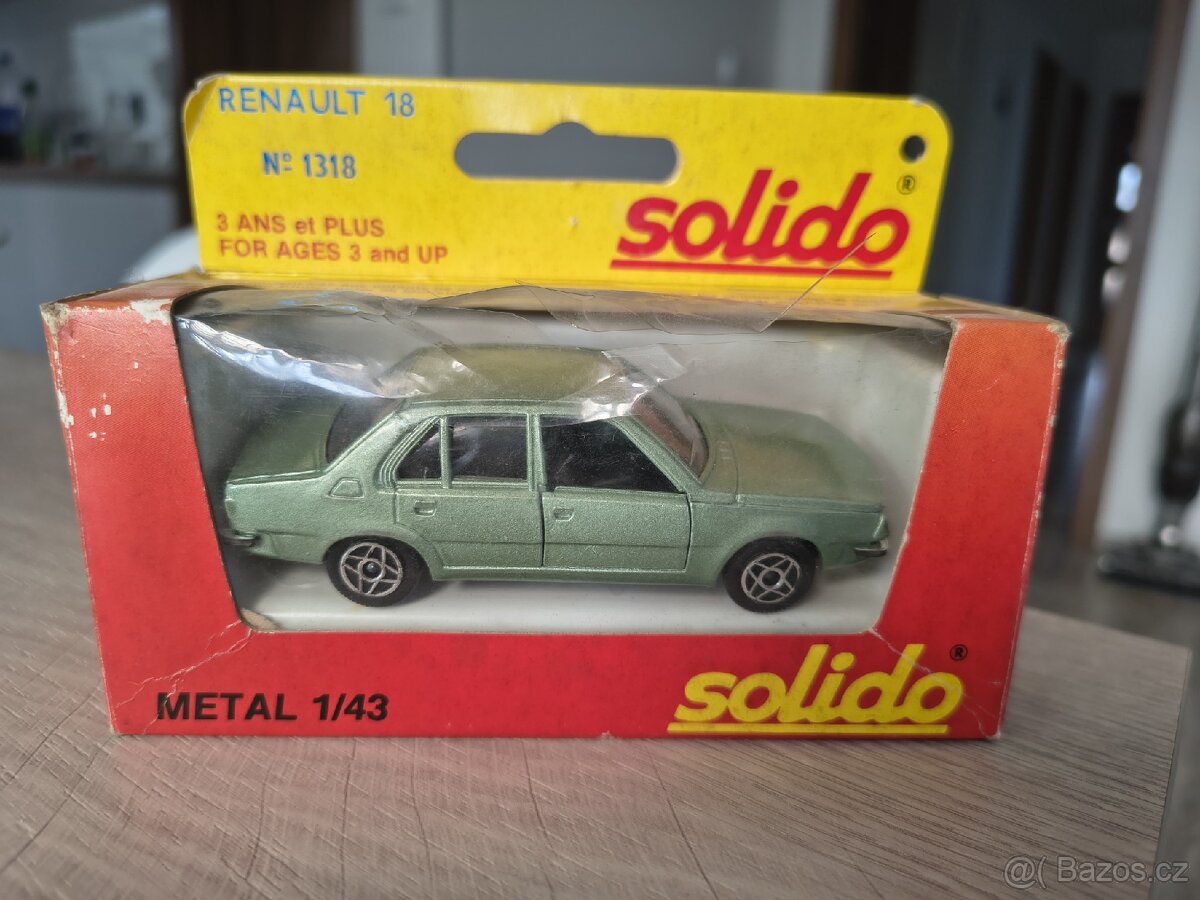 RENAULT 18
Nº 1318
3 ANS et PLUS
FOR AGES 3 and UP
solido®
METAL 1/43
solido®
@( Bazos.cz